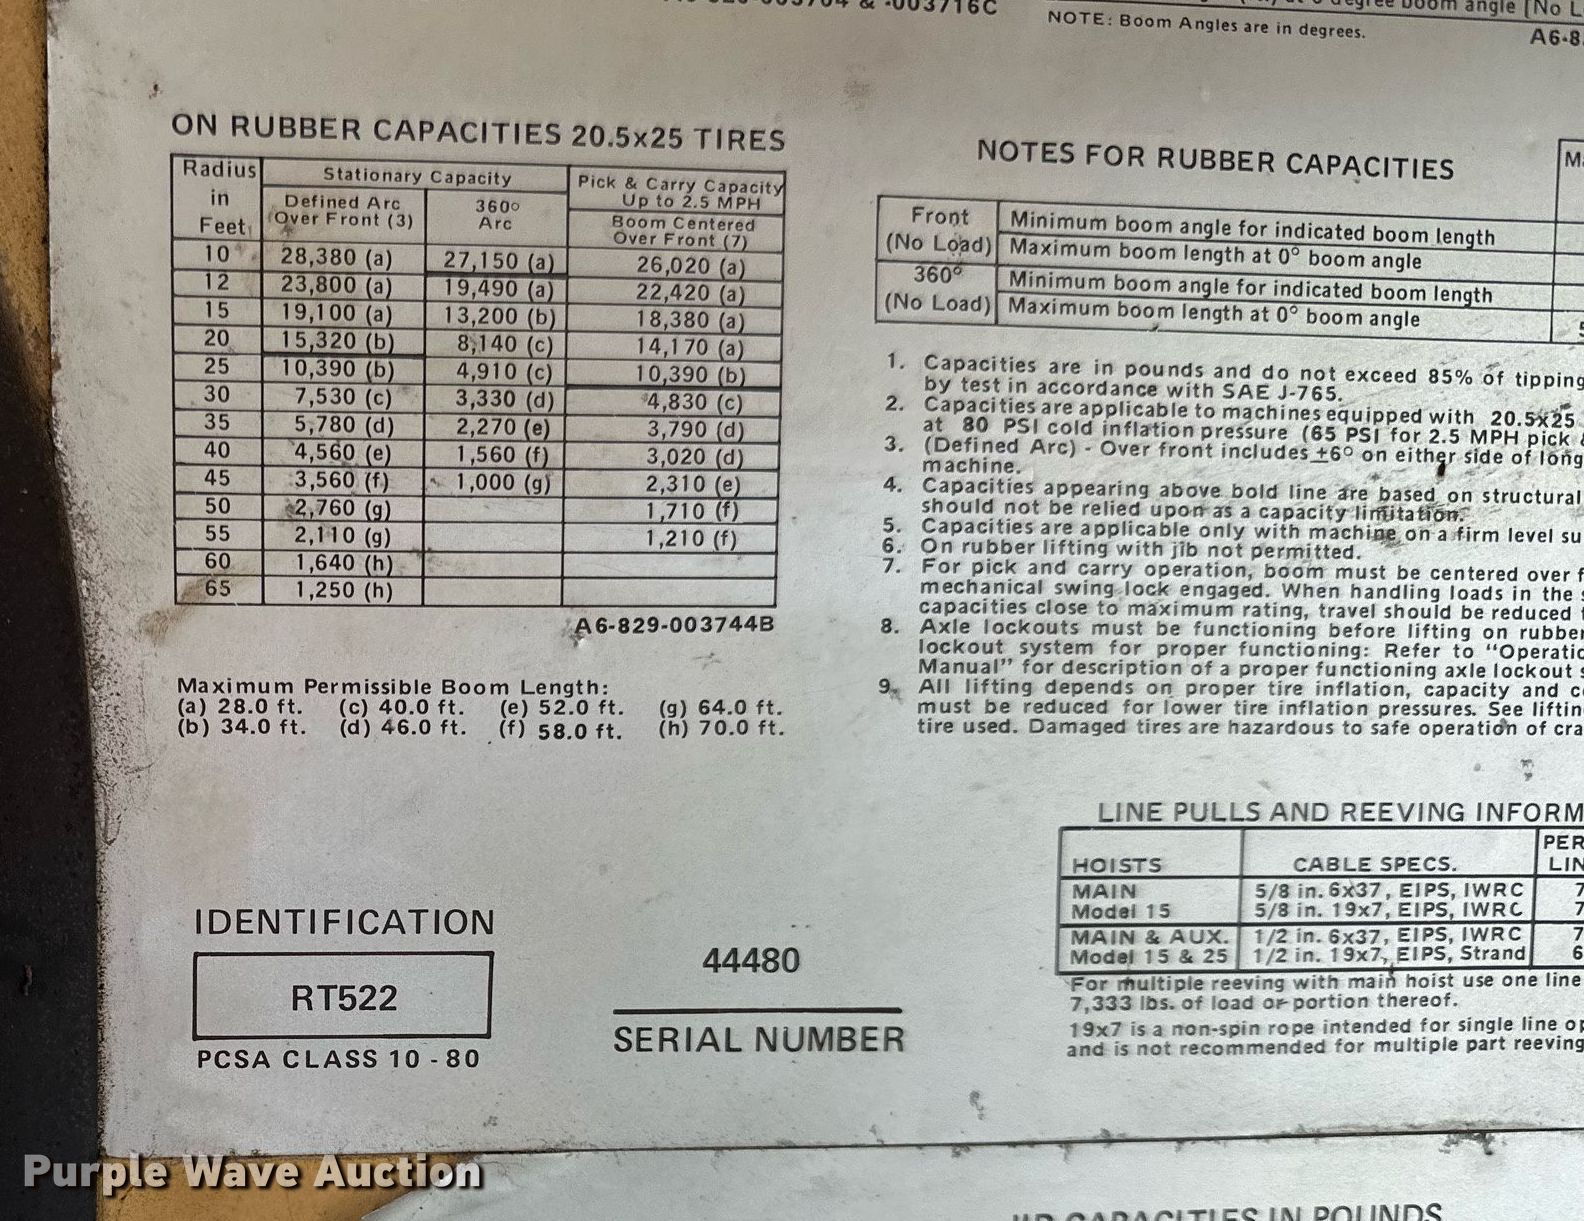 -003716C
NOTE: Boom Angles are in degrees.
boom angle [No L
A6-8
ON RUBBER CAPACITIES 20.5x25 TIRES
Radius in Feet
Stationary Capacity
Pick & Carry Capacity Up to 2.5 MPH
Defined Arc Over Front (3)
360° Arc
Boom Centered Over Front (7)
10 28,380 (a) 27,150 (a) 26,020 (a)
12 23,800 (a) 19,490 (a) 22,420 (a)
15 19,100 (a) 13,200 (b) 18,380 (a)
20 15,320 (b) 8,140 (c) 14,170 (a)
25 10,390 (b) 4,910 (c) 10,390 (b)
30 7,530 (c) 3,330 (d) 4,830 (c)
35 5,780 (d) 2,270 (e) 3,790 (d)
40 4,560 (e) 1,560 (f) 3,020 (d)
45 3,560 (f) 1,000 (g) 2,310 (e)
50 2,760 (g) 1,710 (f)
55 2,110 (g) 1,210 (f)
60 1,640 (h)
65 1,250 (h)
A6-829-003744B
Maximum Permissible Boom Length:
(a) 28.0 ft. (c) 40.0 ft. (e) 52.0 ft. (g) 64.0 ft.
(b) 34.0 ft. (d) 46.0 ft. (f) 58.0 ft. (h) 70.0 ft.
NOTES FOR RUBBER CAPACITIES
Front (No Load)
Minimum boom angle for indicated boom length
Maximum boom length at 0° boom angle
360° (No Load)
Minimum boom angle for indicated boom length
Maximum boom length at 0° boom angle
1. Capacities are in pounds and do not exceed 85% of tipping
by test in accordance with SAE J-765.
2. Capacities are applicable to machines equipped with 20.5x25
at 80 PSI cold inflation pressure (65 PSI for 2.5 MPH pick &
3. (Defined Arc) - Over front includes ±6° on either side of long
machine.
4. Capacities appearing above bold line are based on structural
should not be relied upon as a capacity limitation.
5. Capacities are applicable only with machine on a firm level su
6. On rubber lifting with jib not permitted.
7. For pick and carry operation, boom must be centered over f
mechanical swing lock engaged. When handling loads in the s
capacities close to maximum rating, travel should be reduced t
8. Axle lockouts must be functioning before lifting on rubber
lockout system for proper functioning: Refer to "Operatio
Manual" for description of a proper functioning axle lockout s
9. All lifting depends on proper tire inflation, capacity and co
must be reduced for lower tire inflation pressures. See liftin
tire used. Damaged tires are hazardous to safe operation of cra
LINE PULLS AND REEVING INFORM
HOISTS CABLE SPECS. PER LIN
MAIN 5/8 in. 6x37, EIPS, IWRC 7
Model 15 5/8 in. 19x7, EIPS, IWRC 7
MAIN & AUX. 1/2 in. 6x37, EIPS, IWRC 7
Model 15 & 25 1/2 in. 19x7, EIPS, Strand 6
For multiple reeving with main hoist use one line
7,333 lbs. of load or portion thereof.
19x7 is a non-spin rope intended for single line op
and is not recommended for multiple part reeving
IDENTIFICATION
RT522
PCSA CLASS 10 - 80
44480
SERIAL NUMBER
Purple Wave Auction
CAPACITIES IN POUNDS